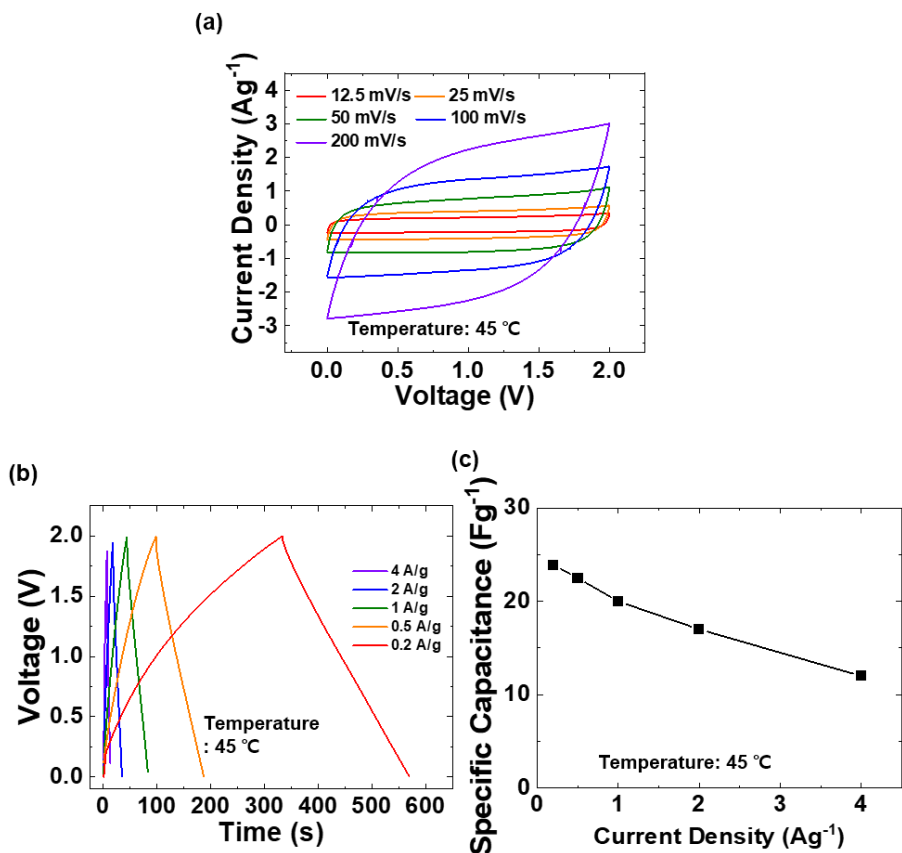 (a)
Current Density (Ag⁻¹)
4
3
2
1
0
-1
-2
-3
12.5 mV/s
25 mV/s
50 mV/s
100 mV/s
200 mV/s
Temperature: 45 ℃
0.0
0.5
1.0
1.5
2.0
Voltage (V)
(b)
Voltage (V)
2.0
1.5
1.0
0.5
0.0
4 A/g
2 A/g
1 A/g
0.5 A/g
0.2 A/g
Temperature
: 45 ℃
0
100
200
300
400
500
600
Time (s)
(c)
Specific Capacitance (Fg⁻¹)
30
20
10
0
Temperature: 45 ℃
0
1
2
3
4
Current Density (Ag⁻¹)